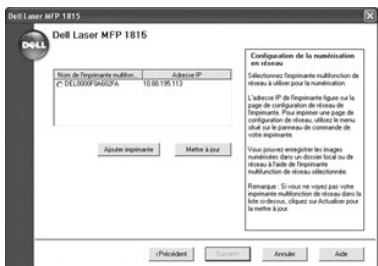 Dell Laser MFP 1815
DELL
Dell Laser MFP 1815
Nom de l'imprimante multifon...
Adresse IP
DELL0000F0A602FA
10.88.195.113
Ajouter imprimante
Mettre à jour
Configuration de la numérisation
en réseau
Sélectionnez l'imprimante multifonction de
réseau à utiliser pour la numérisation.
L'adresse IP de l'imprimante figure sur la
page de configuration de réseau de
l'imprimante. Pour imprimer une page de
configuration de réseau, utilisez le menu
situé sur le panneau de commande de
votre imprimante.
Vous pouvez enregistrer les images
numérisées dans un dossier local ou de
réseau à l'aide de l'imprimante
multifonction de réseau sélectionnée.
Remarque : Si vous ne voyez pas votre
imprimante multifonction de réseau dans la
liste ci-dessus, cliquez sur Actualiser pour
la mettre à jour.
<Précédent
Suivant>
Annuler
Aide